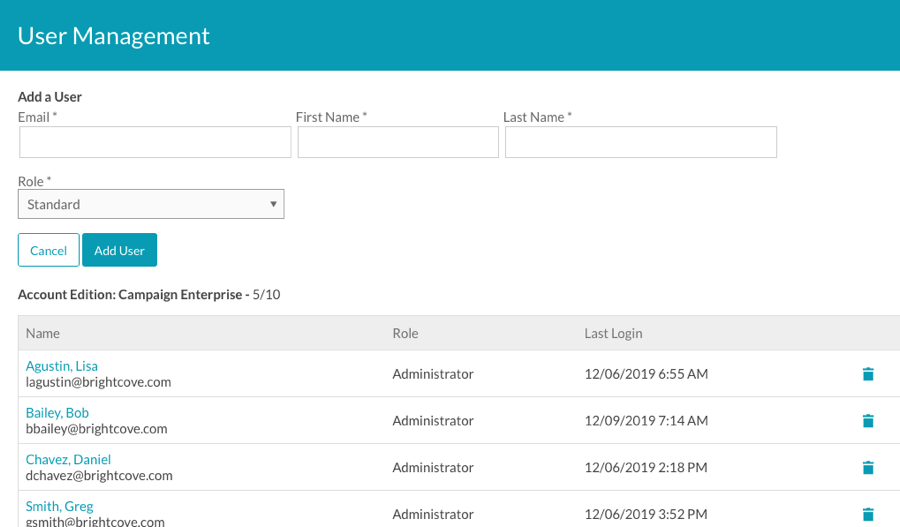 User Management
Add a User
Email * First Name * Last Name *
Role *
Standard
Cancel Add User
Account Edition: Campaign Enterprise - 5/10
Name Role Last Login
Agustin, Lisa
lagustin@brightcove.com Administrator 12/06/2019 6:55 AM
Bailey, Bob
bbailey@brightcove.com Administrator 12/09/2019 7:14 AM
Chavez, Daniel
dchavez@brightcove.com Administrator 12/06/2019 2:18 PM
Smith, Greg
gsmith@brightcove.com Administrator 12/06/2019 3:52 PM